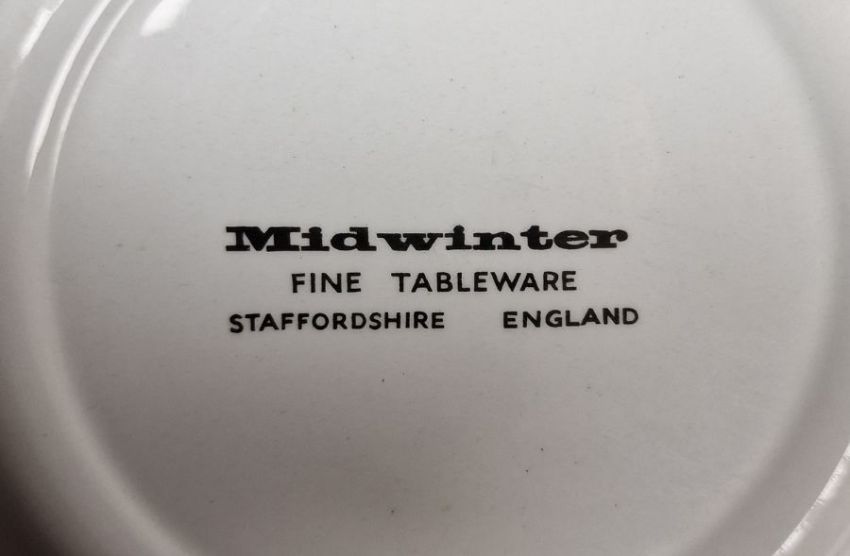 Midwinter
FINE TABLEWARE
STAFFORDSHIRE ENGLAND